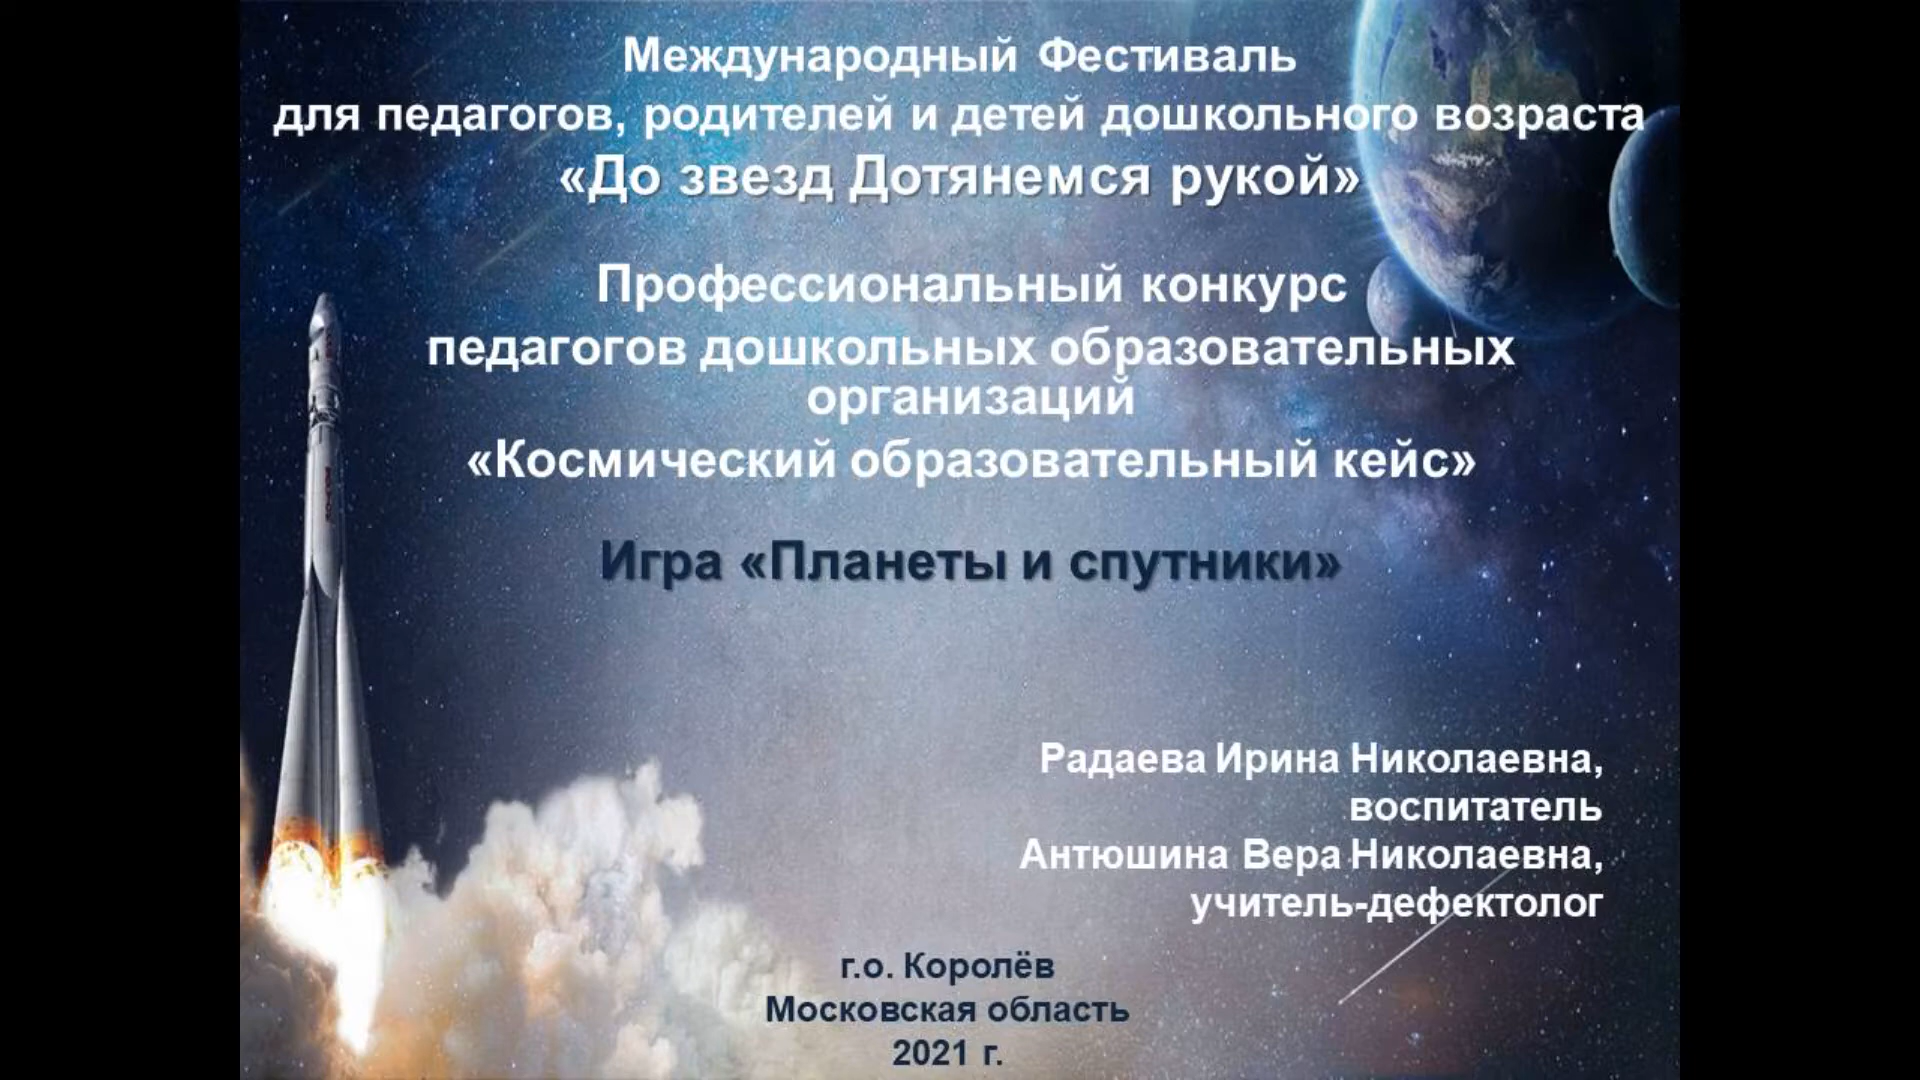 Международный Фестиваль
для педагогов, родителей и детей дошкольного возраста
«До звезд Дотянемся рукой»
Профессиональный конкурс
педагогов дошкольных образовательных
организаций
«Космический образовательный кейс»
Игра «Планеты и спутники»
Радаева Ирина Николаевна,
воспитатель
Антюшина Вера Николаевна,
учитель-дефектолог
г.о. Королёв
Московская область
2021 г.